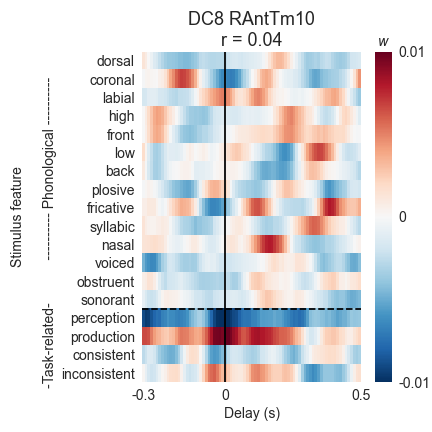 DC8 RAntTm10
r = 0.04
w
dorsal
coronal
labial
high
front
low
back
plosive
fricative
syllabic
nasal
voiced
obstruent
sonorant
perception
production
consistent
inconsistent
Stimulus feature
-Task-related- -------- Phonological ----------
0.01
0
-0.01
-0.3 0 0.5
Delay (s)